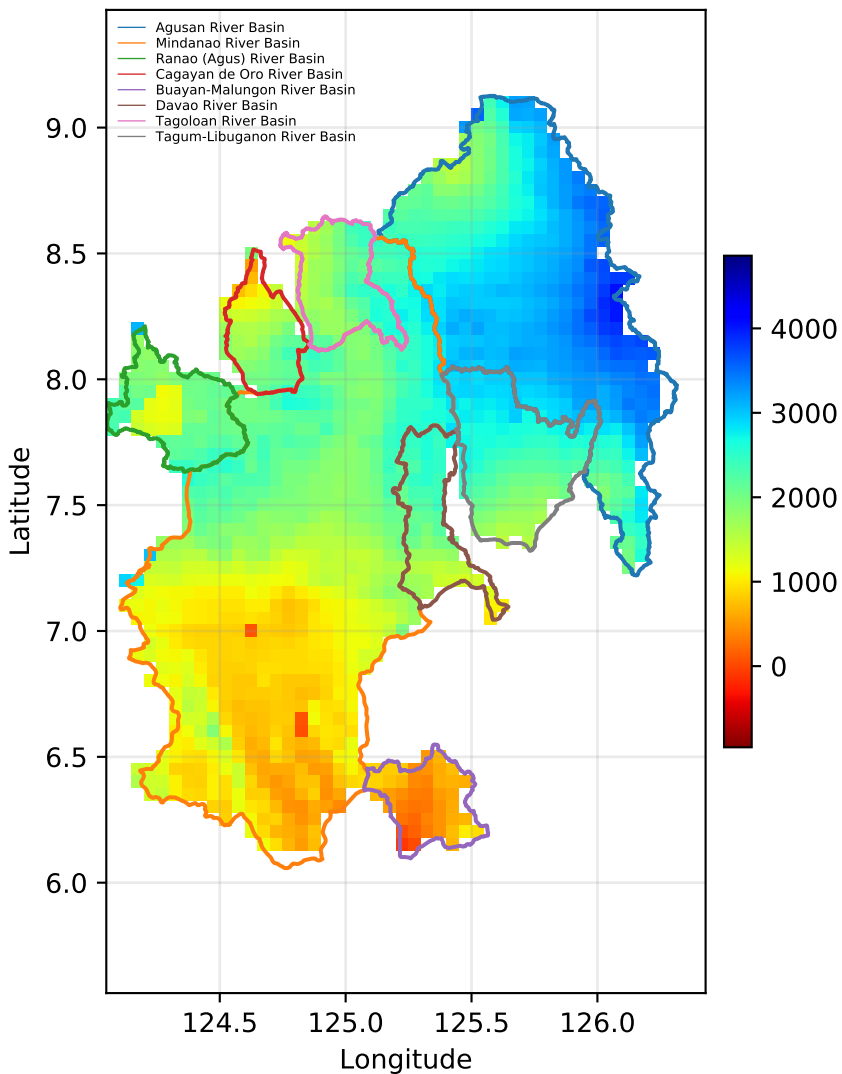 Agusan River Basin
Mindanao River Basin
Ranao (Agus) River Basin
Cagayan de Oro River Basin
Buayan-Malungon River Basin
Davao River Basin
Tagoloan River Basin
Tagum-Libuganon River Basin
9.0
8.5
8.0
7.5
7.0
6.5
6.0
Latitude
124.5 125.0 125.5 126.0
Longitude
4000
3000
2000
1000
0